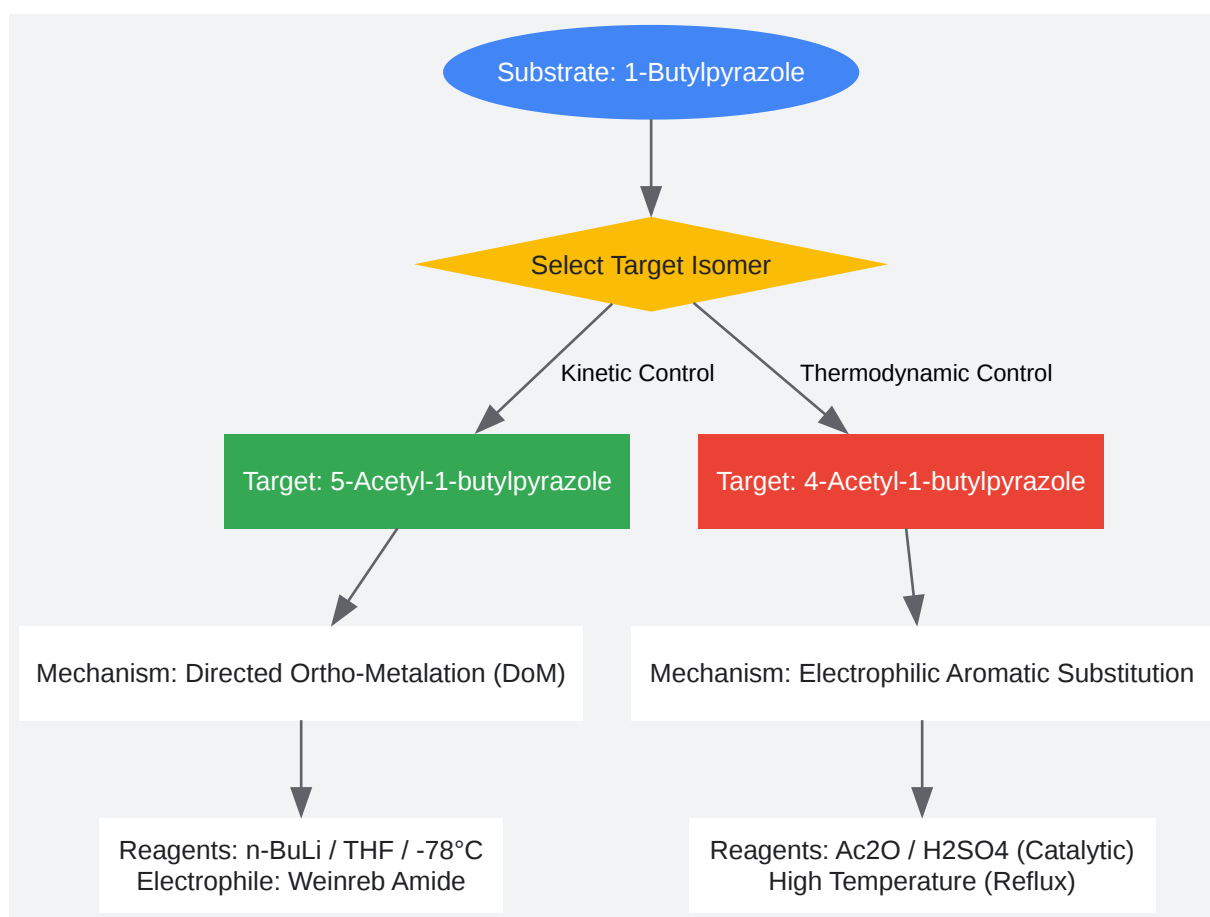 Substrate: 1-Butylpyrazole
Select Target Isomer
Kinetic Control
Thermodynamic Control
Target: 5-Acetyl-1-butylpyrazole
Target: 4-Acetyl-1-butylpyrazole
Mechanism: Directed Ortho-Metalation (DoM)
Mechanism: Electrophilic Aromatic Substitution
Reagents: n-BuLi / THF / -78°C
Electrophile: Weinreb Amide
Reagents: Ac2O / H2SO4 (Catalytic)
High Temperature (Reflux)